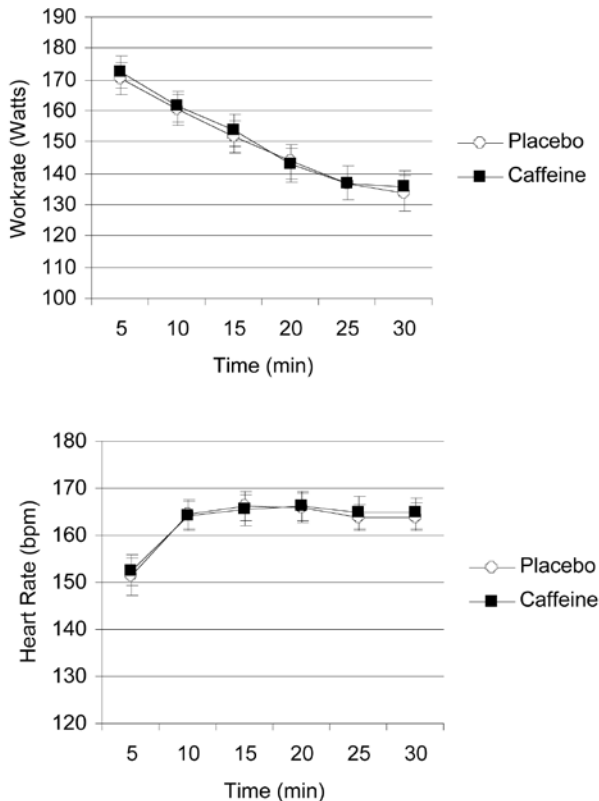 190
180
170
160
150
140
130
120
110
100
Workrate (Watts)
5 10 15 20 25 30
Time (min)
Placebo
Caffeine
180
170
160
150
140
130
120
Heart Rate (bpm)
5 10 15 20 25 30
Time (min)
Placebo
Caffeine